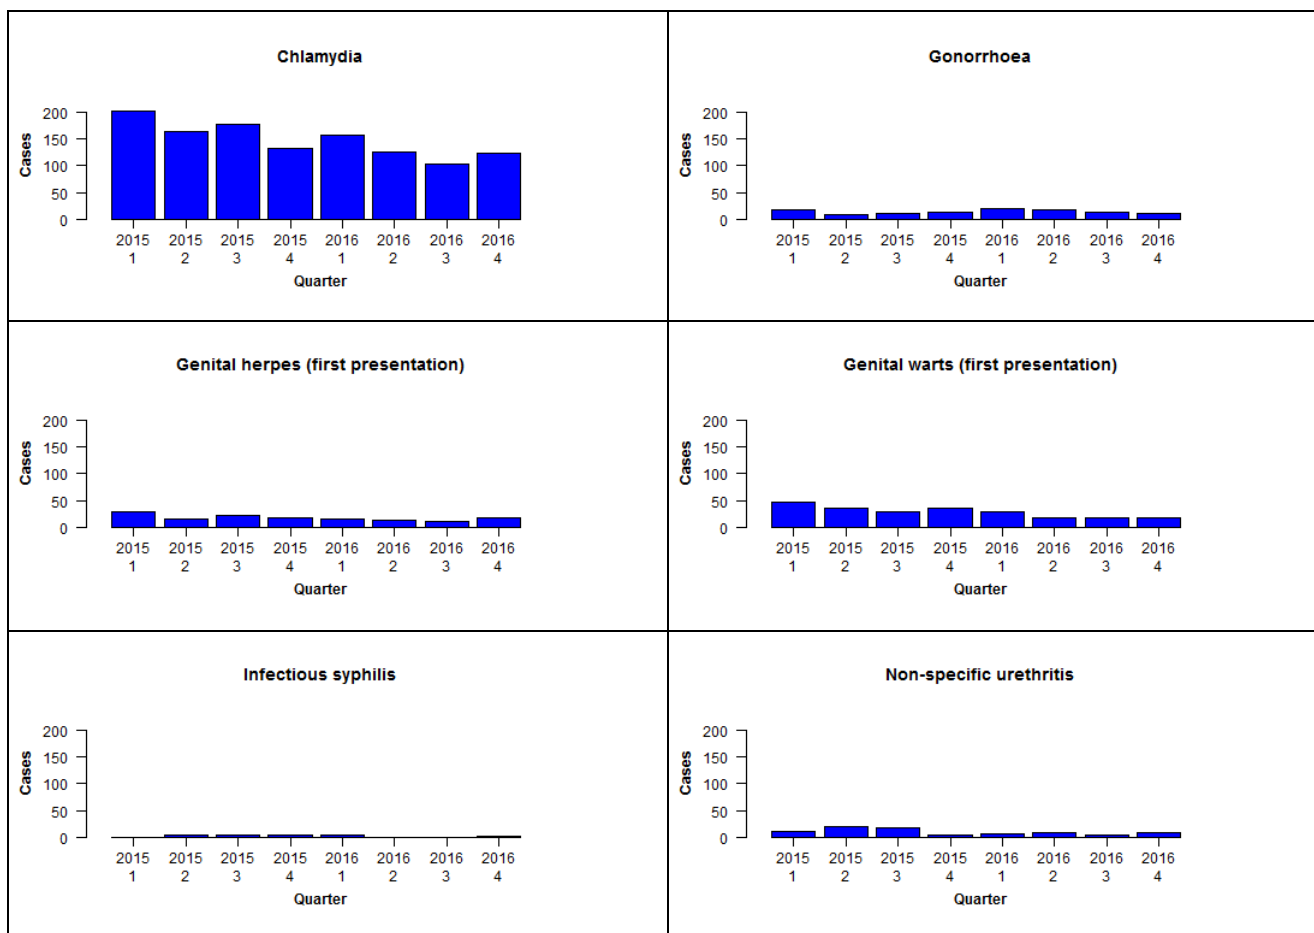 Chlamydia
Cases
200
150
100
50
0
2015 2015 2015 2015 2016 2016 2016 2016
1 2 3 4 1 2 3 4
Quarter
Gonorrhoea
Cases
200
150
100
50
0
2015 2015 2015 2015 2016 2016 2016 2016
1 2 3 4 1 2 3 4
Quarter
Genital herpes (first presentation)
Cases
200
150
100
50
0
2015 2015 2015 2015 2016 2016 2016 2016
1 2 3 4 1 2 3 4
Quarter
Genital warts (first presentation)
Cases
200
150
100
50
0
2015 2015 2015 2015 2016 2016 2016 2016
1 2 3 4 1 2 3 4
Quarter
Infectious syphilis
Cases
200
150
100
50
0
2015 2015 2015 2015 2016 2016 2016 2016
1 2 3 4 1 2 3 4
Quarter
Non-specific urethritis
Cases
200
150
100
50
0
2015 2015 2015 2015 2016 2016 2016 2016
1 2 3 4 1 2 3 4
Quarter